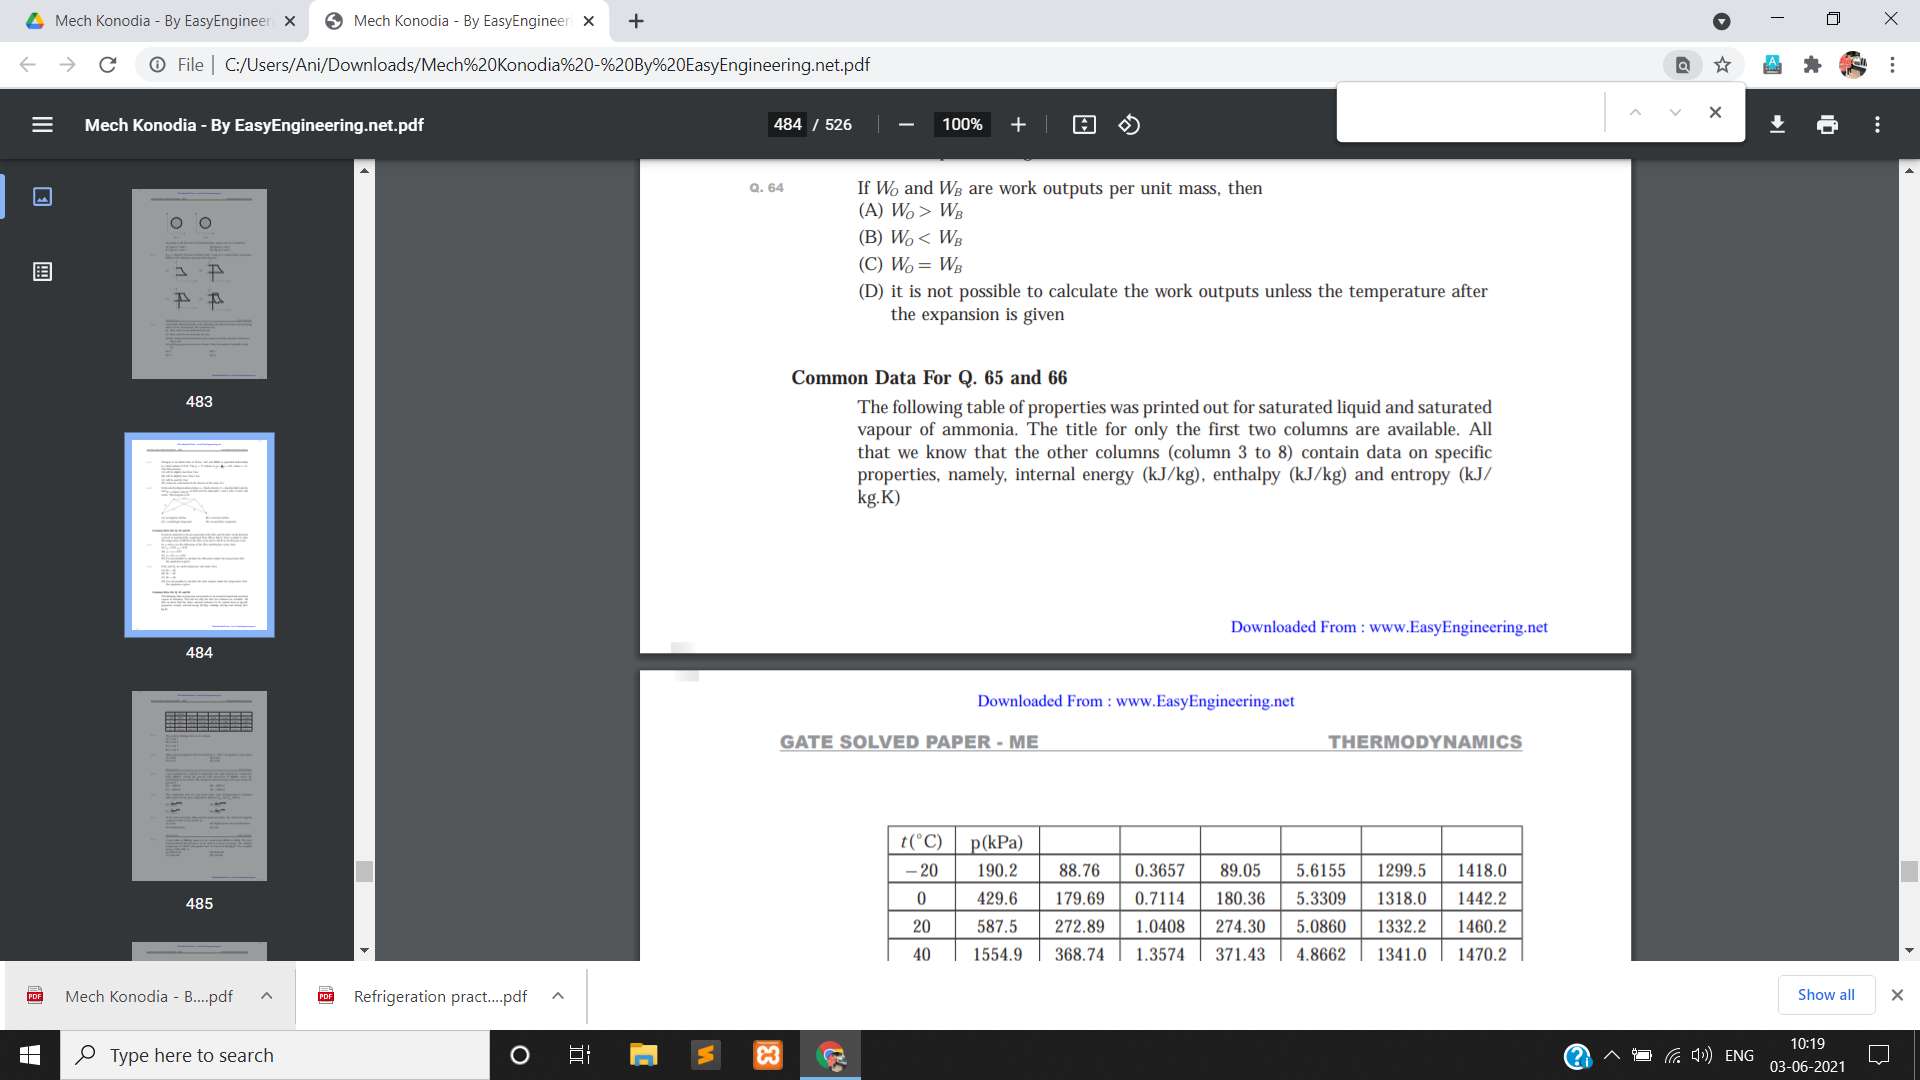 Mech Konodia - By EasyEngineer
Mech Konodia - By EasyEngineer
File
C:/Users/Ani/Downloads/Mech%20Konodia%20-%20By%20EasyEngineering.net.pdf
Mech Konodia - By EasyEngineering.net.pdf
484 / 526
100%
Q. 64
If W_O and W_B are work outputs per unit mass, then
(A) W_O > W_B
(B) W_O < W_B
(C) W_O = W_B
(D) it is not possible to calculate the work outputs unless the temperature after
the expansion is given
Common Data For Q. 65 and 66
The following table of properties was printed out for saturated liquid and saturated
vapour of ammonia. The title for only the first two columns are available. All
that we know that the other columns (column 3 to 8) contain data on specific
properties, namely, internal energy (kJ/kg), enthalpy (kJ/kg) and entropy (kJ/
kg.K)
Downloaded From : www.EasyEngineering.net
Downloaded From : www.EasyEngineering.net
GATE SOLVED PAPER - ME THERMODYNAMICS
t(°C) p(kPa)
−20 190.2 88.76 0.3657 89.05 5.6155 1299.5 1418.0
0 429.6 179.69 0.7114 180.36 5.3309 1318.0 1442.2
20 587.5 272.89 1.0408 274.30 5.0860 1332.2 1460.2
40 1554.9 368.74 1.3574 371.43 4.8662 1341.0 1470.2
483
484
485
Mech Konodia - B....pdf
Refrigeration pract....pdf
Show all
Type here to search
ENG
10:19
03-06-2021